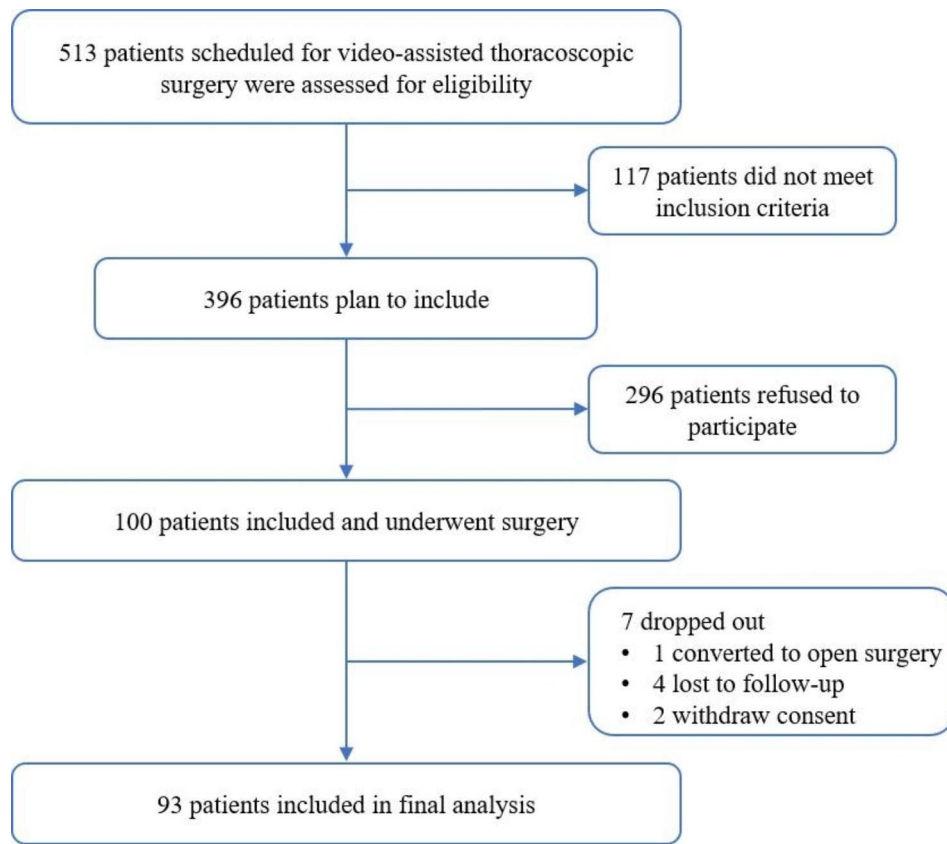 513 patients scheduled for video-assisted thoracoscopic
surgery were assessed for eligibility
117 patients did not meet
inclusion criteria
396 patients plan to include
296 patients refused to
participate
100 patients included and underwent surgery
7 dropped out
• 1 converted to open surgery
• 4 lost to follow-up
• 2 withdraw consent
93 patients included in final analysis